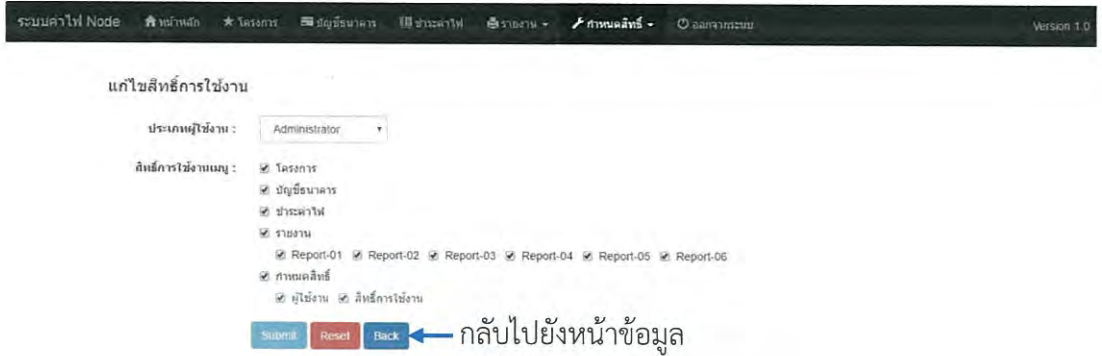 ระบบค่าไฟ Node หน้าหลัก โครงการ บัญชีธนาคาร ชำระค่าไฟ รายงาน กำหนดสิทธิ์ ออกจากระบบ Version 1.0
แก้ไขสิทธิ์การใช้งาน
ประเภทผู้ใช้งาน : Administrator
สิทธิ์การใช้งานเมนู : โครงการ
บัญชีธนาคาร
ชำระค่าไฟ
รายงาน
Report-01 Report-02 Report-03 Report-04 Report-05 Report-06
กำหนดสิทธิ์
ผู้ใช้งาน สิทธิ์การใช้งาน
Submit Reset Back กลับไปยังหน้าข้อมูล